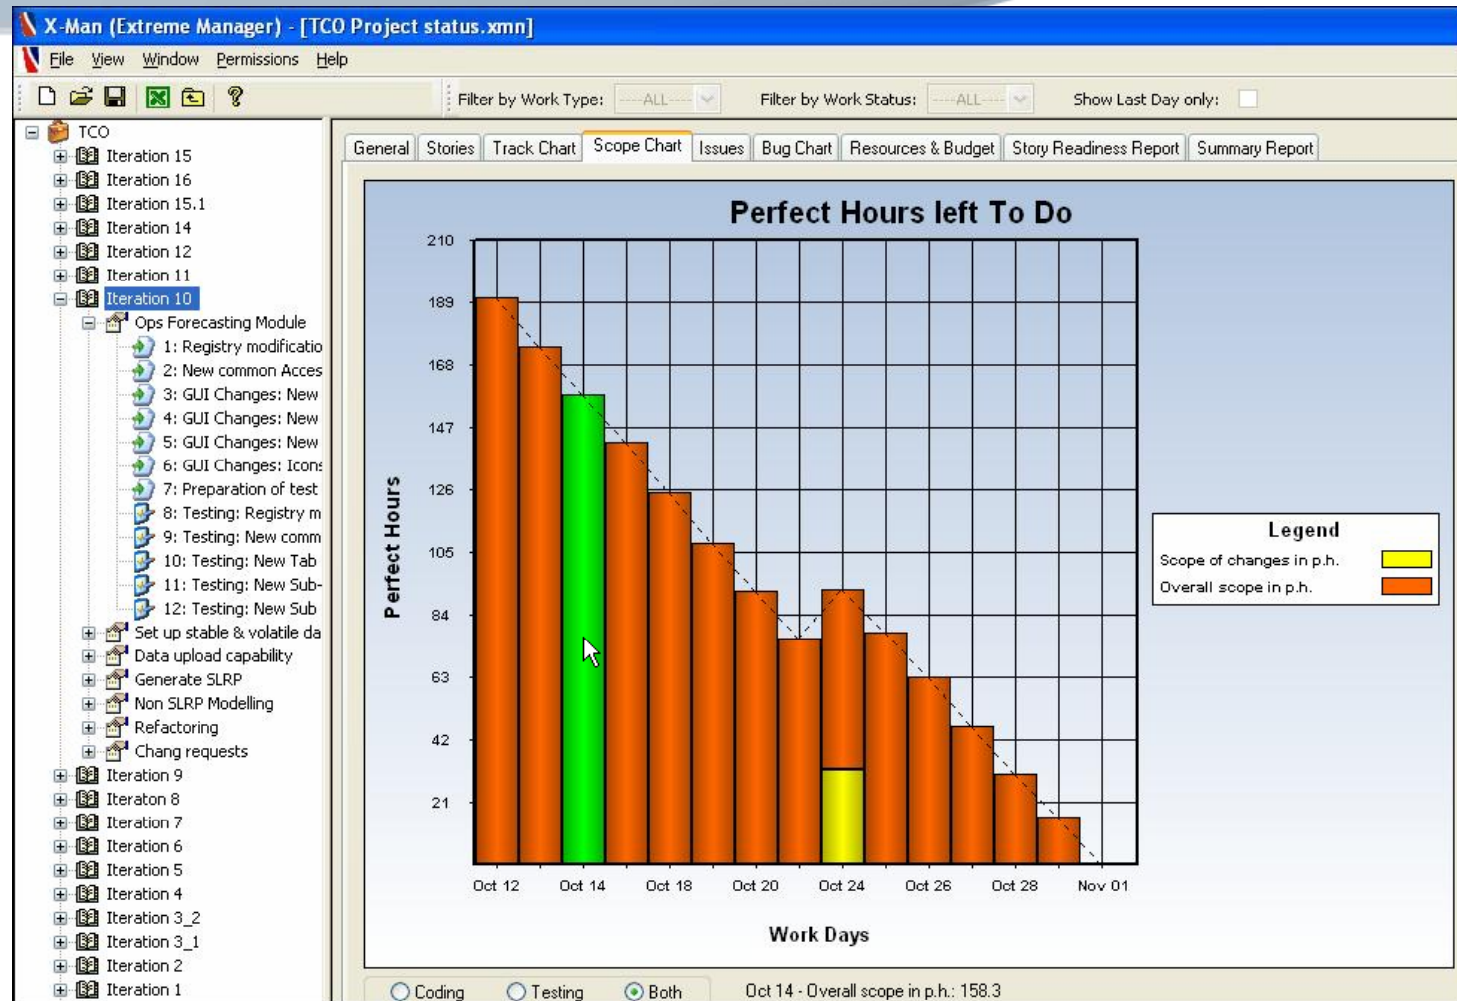 X-Man (Extreme Manager) - [TCO Project status.xmn]
File View Window Permissions Help
Filter by Work Type: ----ALL---- Filter by Work Status: ----ALL---- Show Last Day only:
TCO
Iteration 15
Iteration 16
Iteration 15.1
Iteration 14
Iteration 12
Iteration 11
Iteration 10
Ops Forecasting Module
1: Registry modificatio
2: New common Acces
3: GUI Changes: New
4: GUI Changes: New
5: GUI Changes: New
6: GUI Changes: Icons
7: Preparation of test
8: Testing: Registry m
9: Testing: New comm
10: Testing: New Tab
11: Testing: New Sub-
12: Testing: New Sub
Set up stable & volatile da
Data upload capability
Generate SLRP
Non SLRP Modelling
Refactoring
Chang requests
Iteration 9
Iteraton 8
Iteration 7
Iteration 6
Iteration 5
Iteration 4
Iteration 3_2
Iteration 3_1
Iteration 2
Iteration 1
General Stories Track Chart Scope Chart Issues Bug Chart Resources & Budget Story Readiness Report Summary Report
Perfect Hours left To Do
210
189
168
147
126
105
84
63
42
21
Perfect Hours
Oct 12 Oct 14 Oct 18 Oct 20 Oct 24 Oct 26 Oct 28 Nov 01
Work Days
Legend
Scope of changes in p.h.
Overall scope in p.h.
Coding Testing Both Oct 14 - Overall scope in p.h.: 158.3